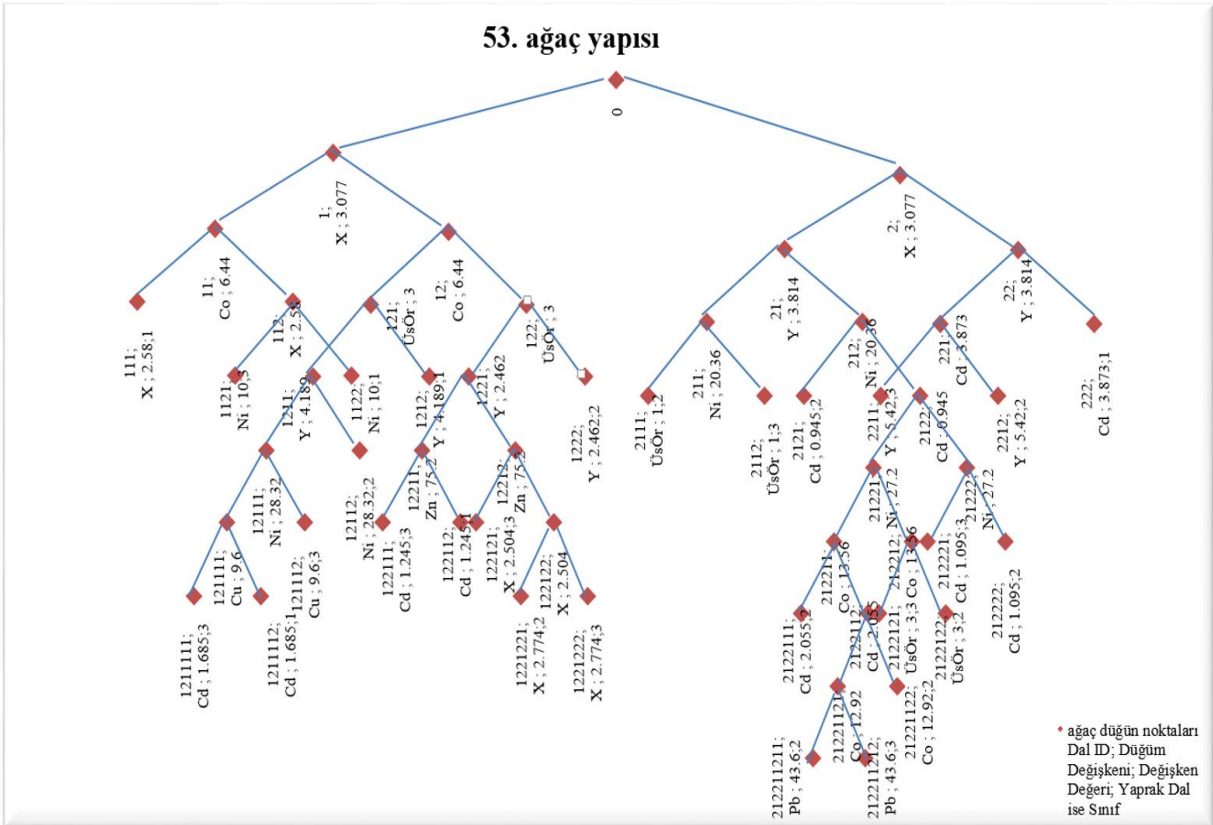 53. ağaç yapısı
0
1;
X ; 3.077
2;
X ; 3.077
11;
Co ; 6.44
12;
Co ; 6.44
21;
Y ; 3.814
22;
Y ; 3.814
111;
X ; 2.58;1
112;
X ; 2.58
121;
ÜsÖr ; 3
122;
ÜsÖr ; 3
211;
Ni ; 20.36
212;
Ni ; 20.36
221;
Cd ; 3.873
222;
Cd ; 3.873;1
1121;
Ni ; 10;3
1211;
Y ; 4.189
1122;
Ni ; 10;1
1212;
Y ; 4.189;1
1221;
Y ; 2.462
1222;
Y ; 2.462;2
2111;
ÜsÖr ; 1;2
2112;
ÜsÖr ; 1;3
2121;
Cd ; 0.945;2
2211;
Y ; 5.42;3
2122;
Cd ; 0.945
2212;
Y ; 5.42;2
12111;
Ni ; 28.32
12112;
Ni ; 28.32;2
12211;
Zn ; 75.2
12212;
Zn ; 75.2
21221;
Ni ; 27.2
21222;
Ni ; 27.2
121111;
Cu ; 9.6
121112;
Cu ; 9.6;3
122111;
Cd ; 1.245;3
122112;
Cd ; 1.245;1
122121;
X ; 2.504;3
122122;
X ; 2.504
212211;
Co ; 13.56
212212;
Co ; 13.56
212221;
Cd ; 1.095;3
212222;
Cd ; 1.095;2
1211111;
Cd ; 1.685;3
1211112;
Cd ; 1.685;1
1221221;
X ; 2.774;2
1221222;
X ; 2.774;3
2122111;
Cd ; 2.055;2
2122112;
Cd ; 2.055
2122121;
ÜsÖr ; 3;3
2122122;
ÜsÖr ; 3;2
21221121;
Co ; 12.92
21221122;
Co ; 12.92;2
212211211;
Pb ; 43.6;2
212211212;
Pb ; 43.6;3
ağaç düğün noktaları
Dal ID; Düğüm
Değişkeni; Değişken
Değeri; Yaprak Dal
ise Sınıf